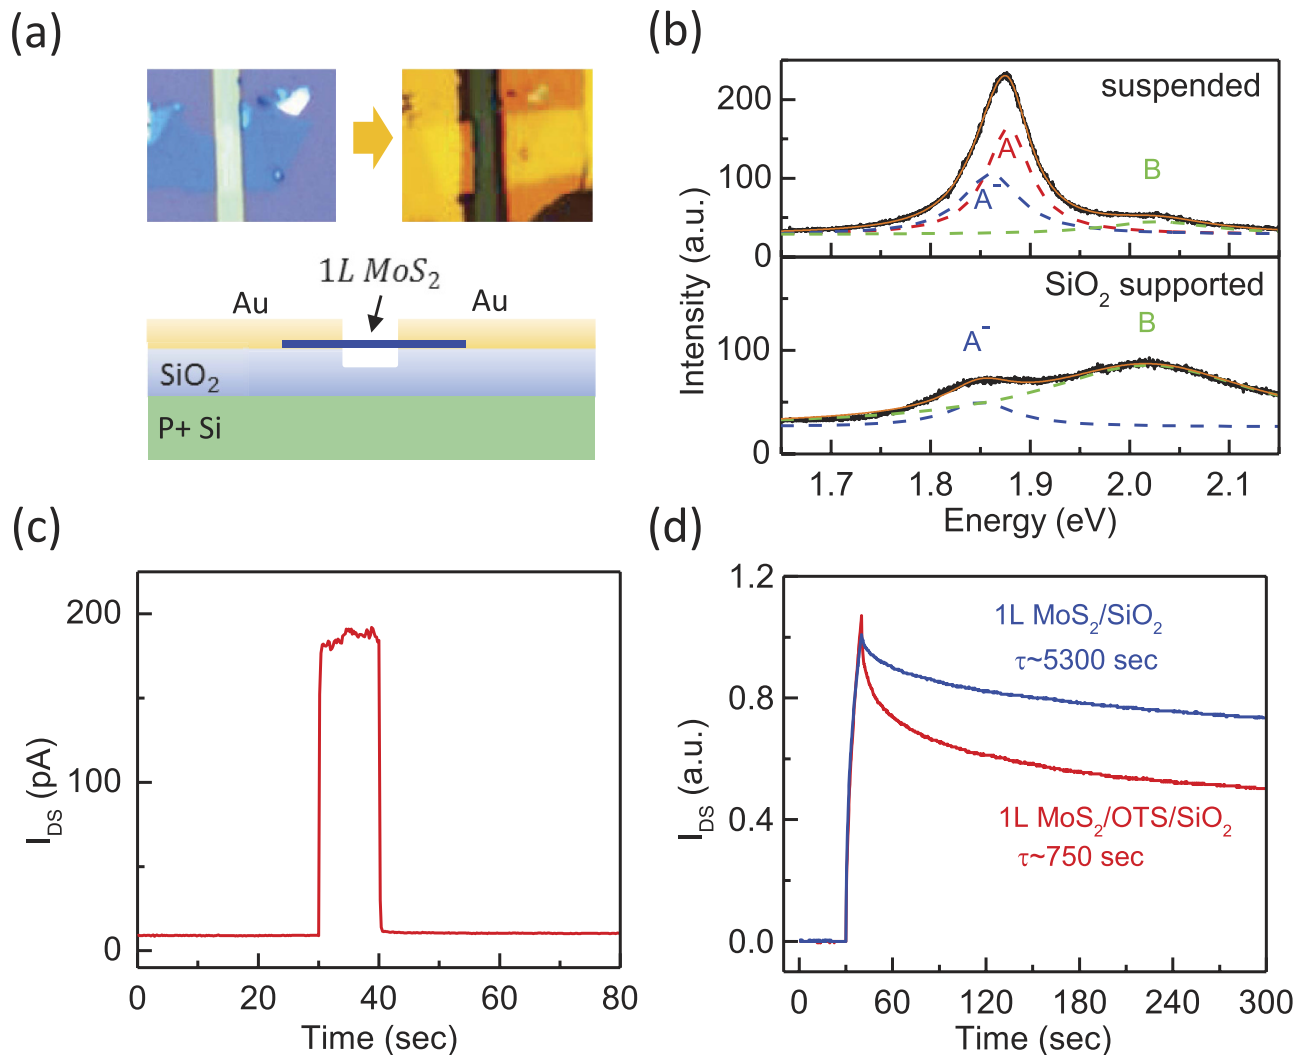 (a)
1L MoS₂
Au
Au
SiO₂
P+ Si
(b)
suspended
A
A⁻
B
200
100
0
SiO₂ supported
A⁻
B
100
0
Intensity (a.u.)
1.7 1.8 1.9 2.0 2.1
Energy (eV)
(c)
200
100
0
I_DS (pA)
0 20 40 60 80
Time (sec)
(d)
1.2
0.8
0.4
0.0
I_DS (a.u.)
1L MoS₂/SiO₂
τ~5300 sec
1L MoS₂/OTS/SiO₂
τ~750 sec
0 60 120 180 240 300
Time (sec)